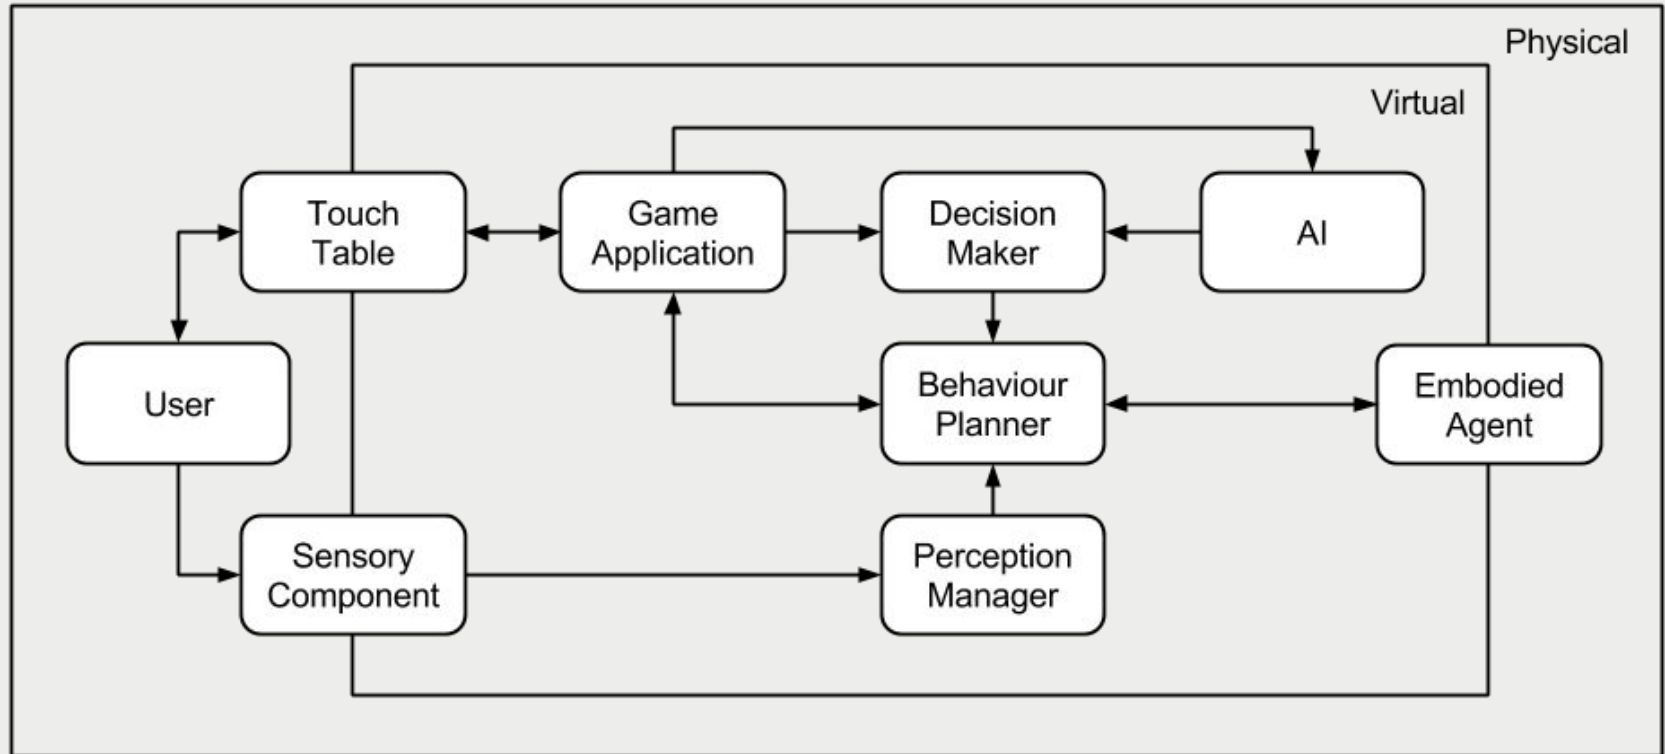 Physical
Virtual
Touch
Table
Game
Application
Decision
Maker
AI
User
Behaviour
Planner
Embodied
Agent
Sensory
Component
Perception
Manager